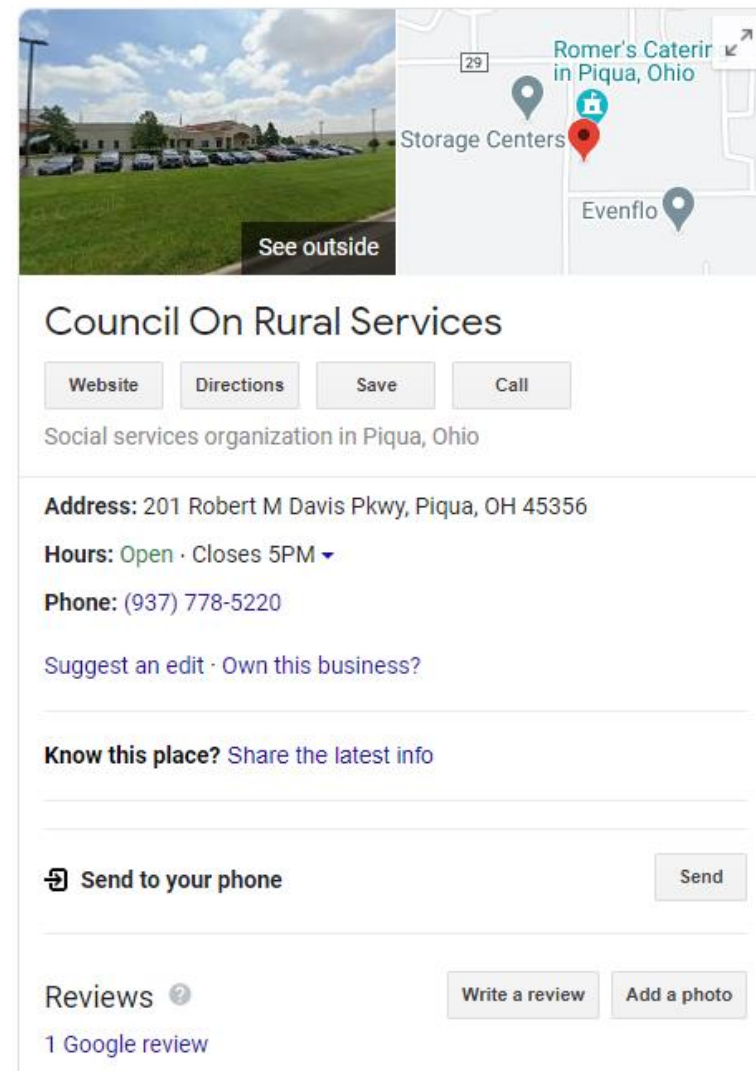 See outside
29
Romer's Caterin
in Piqua, Ohio
Storage Centers
Evenflo
Council On Rural Services
Website Directions Save Call
Social services organization in Piqua, Ohio
Address: 201 Robert M Davis Pkwy, Piqua, OH 45356
Hours: Open · Closes 5PM
Phone: (937) 778-5220
Suggest an edit · Own this business?
Know this place? Share the latest info
Send to your phone Send
Reviews ? Write a review Add a photo
1 Google review